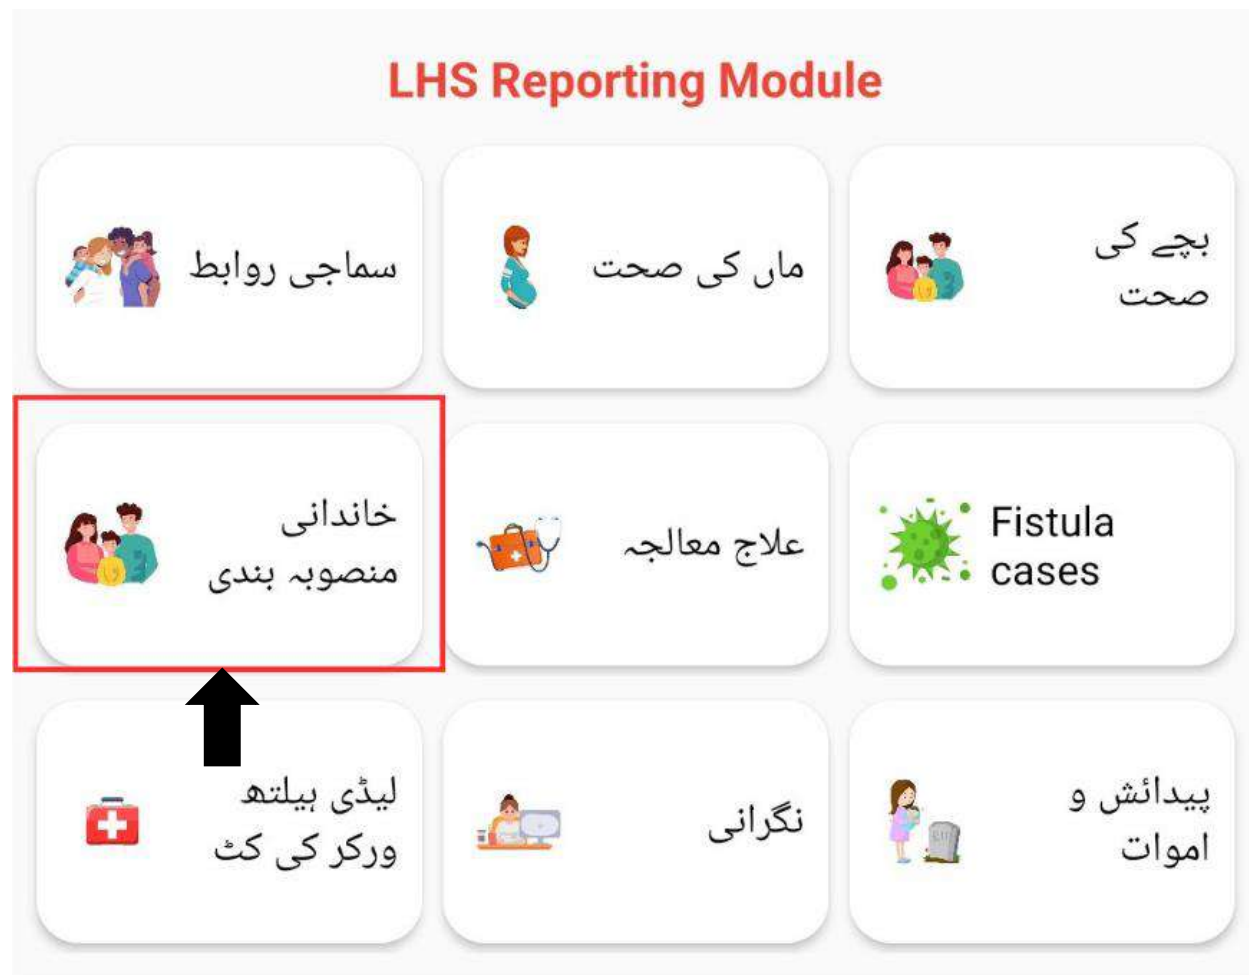 LHS Reporting Module
سماجی روابط
ماں کی صحت
بچے کی
صحت
خاندانی
منصوبہ بندی
علاج معالجہ
Fistula
cases
لیڈی ہیلتھ
ورکر کی کٹ
نگرانی
پیدائش و
اموات